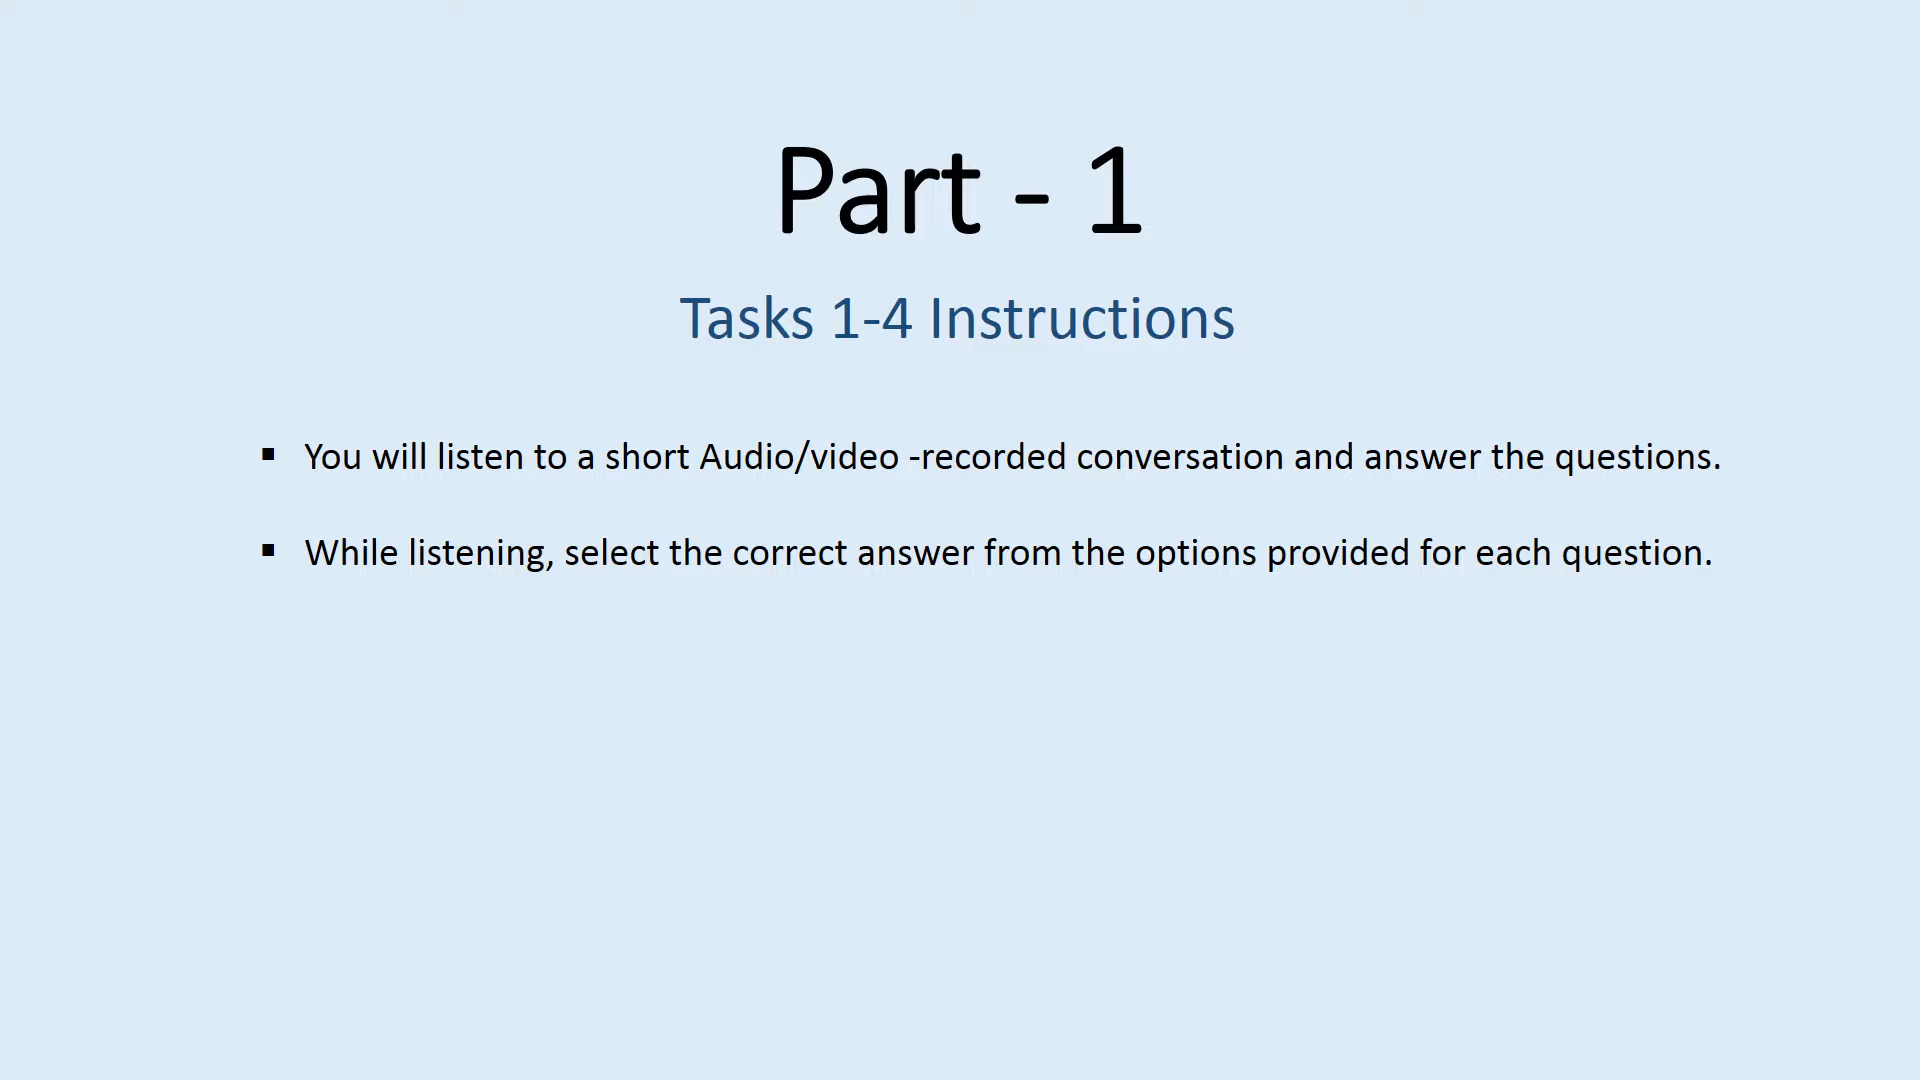 Part - 1
Tasks 1-4 Instructions
▪ You will listen to a short Audio/video -recorded conversation and answer the questions.
▪ While listening, select the correct answer from the options provided for each question.